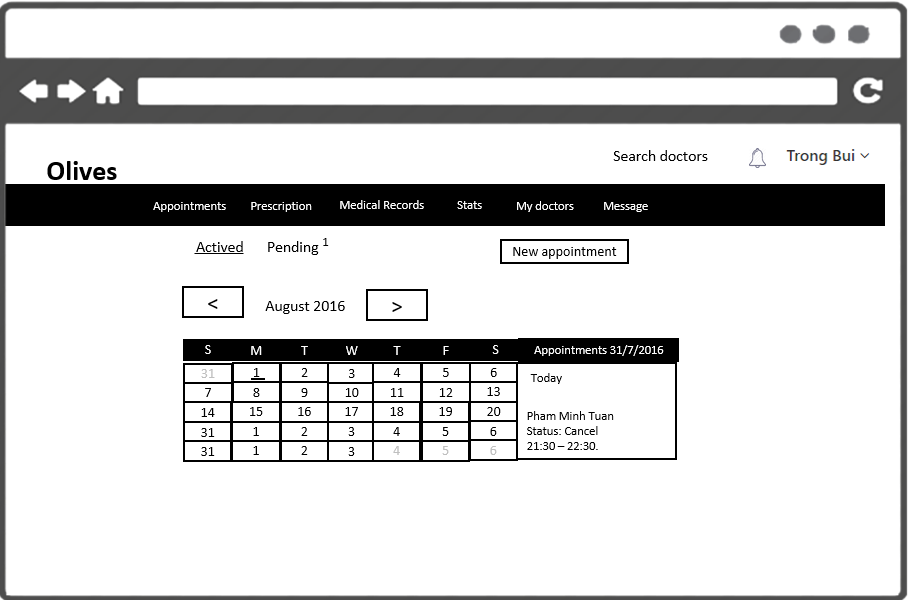 Search doctors Trong Bui
Olives
Appointments Prescription Medical Records Stats My doctors Message
Actived Pending 1 New appointment
< August 2016 >
S M T W T F S Appointments 31/7/2016
31 1 2 3 4 5 6 Today
7 8 9 10 11 12 13
14 15 16 17 18 19 20 Pham Minh Tuan
31 1 2 3 4 5 6 Status: Cancel
31 1 2 3 4 5 6 21:30 – 22:30.